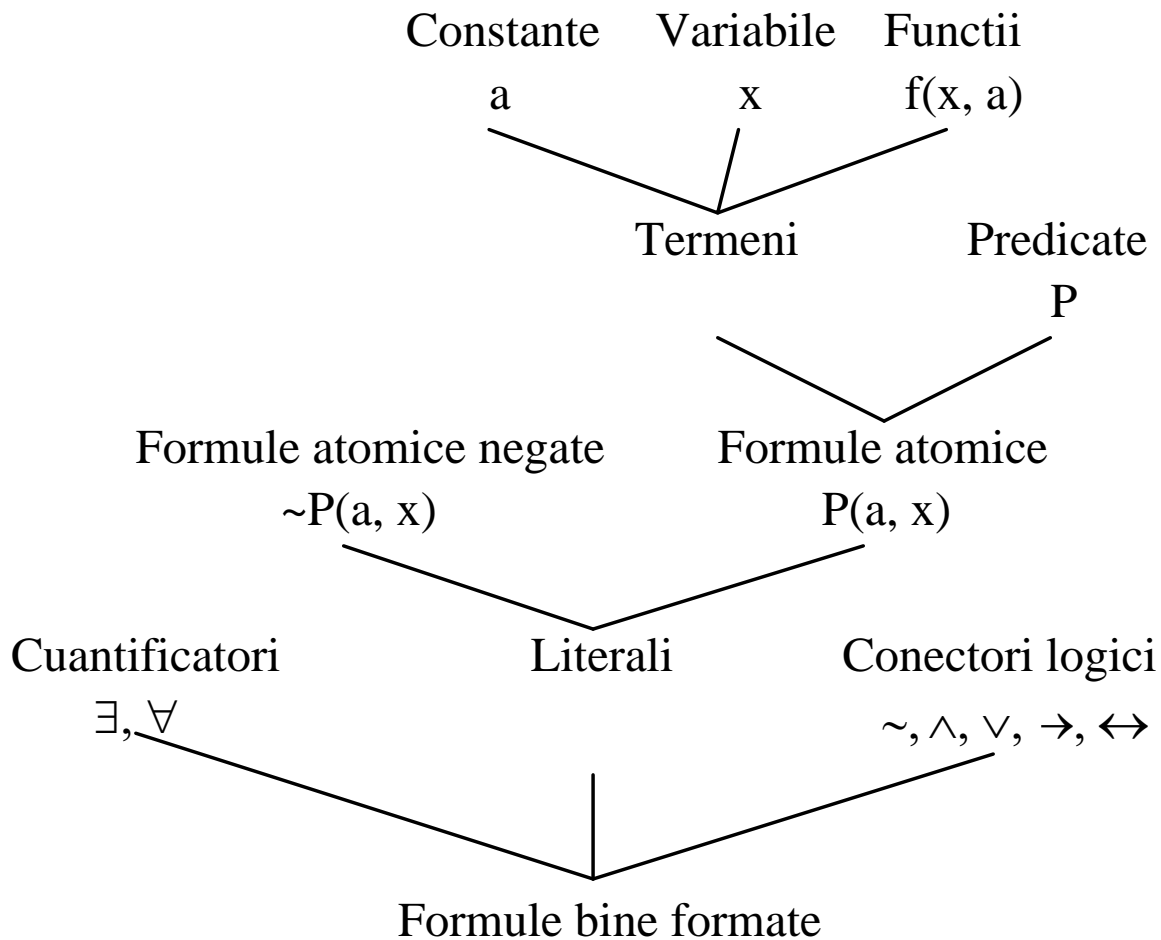 Constante Variabile Functii
a x f(x, a)
Termeni Predicate
P
Formule atomice negate Formule atomice
~P(a, x) P(a, x)
Cuantificatori Literali Conectori logici
∃, ∀ ~, ∧, ∨, →, ↔
Formule bine formate